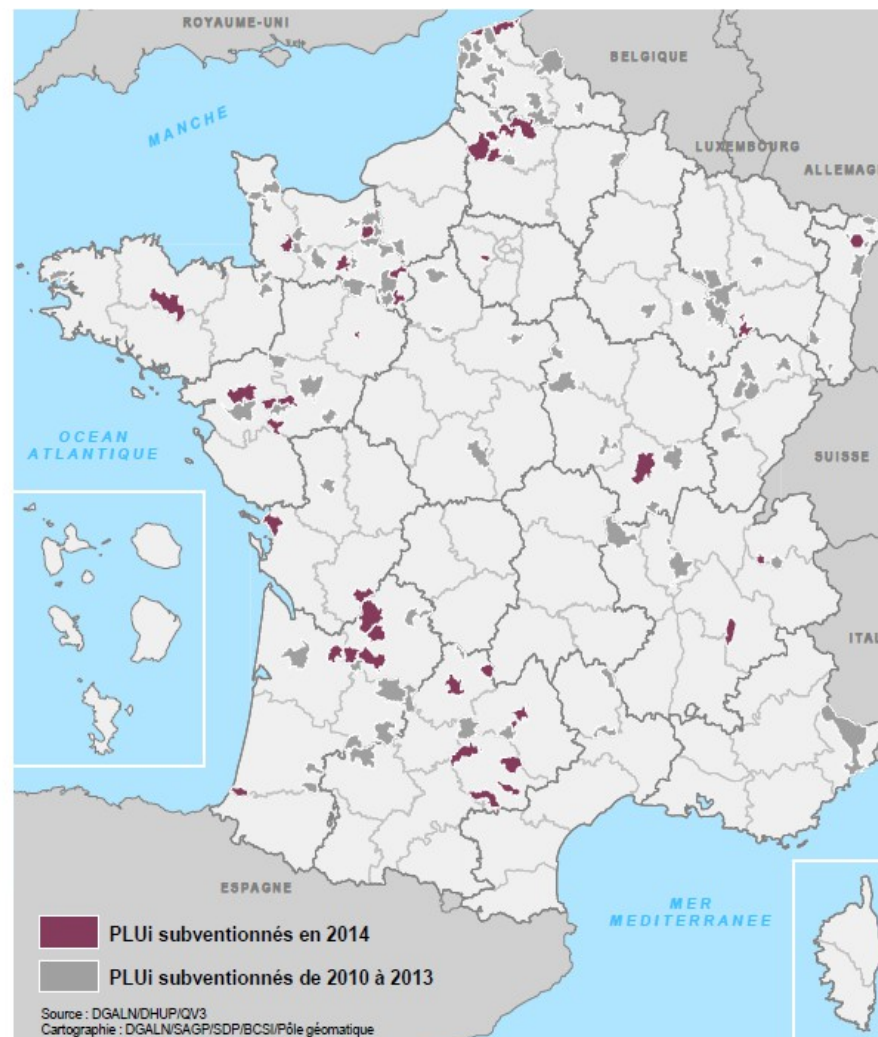 ROYAUME-UNI
BELGIQUE
MANCHE
LUXEMBOURG
ALLEMAG
OCEAN
ATLANTIQUE
SUISSE
ITAL
ESPAGNE
MER
MEDITERRANEE
PLUi subventionnés en 2014
PLUi subventionnés de 2010 à 2013
Source : DGALN/DHUP/QV3
Cartographie : DGALN/SAGP/SDP/BCSI/Pôle géomatique